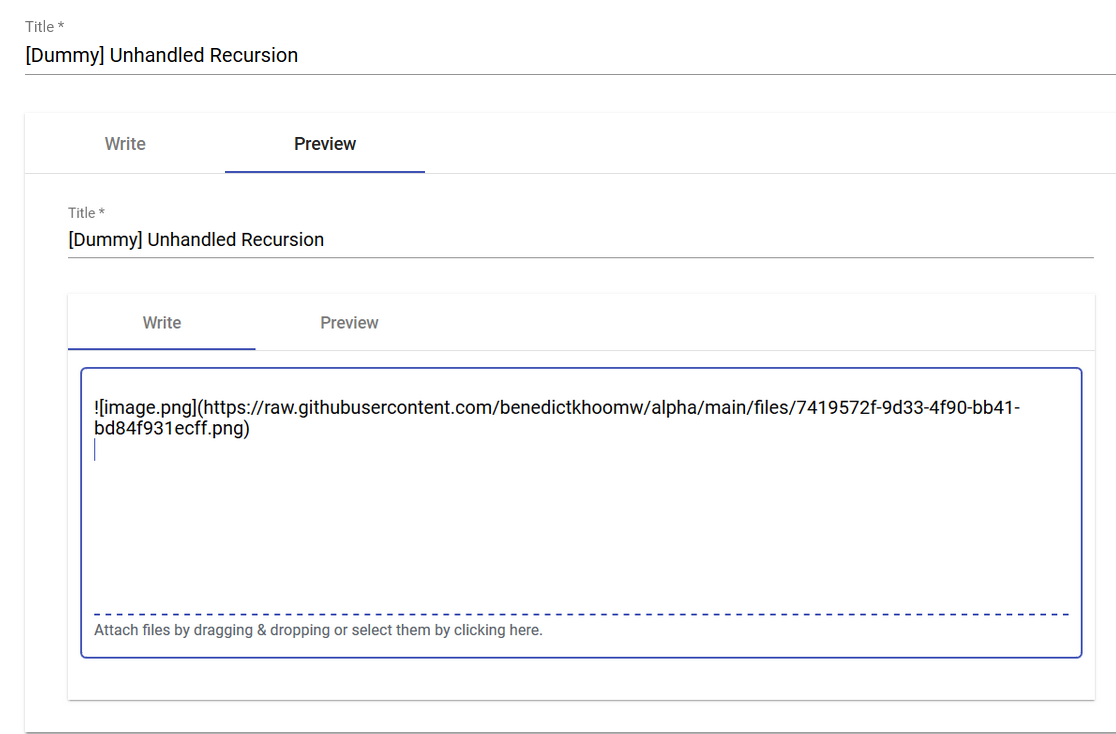 Title *
[Dummy] Unhandled Recursion
Write Preview
Title *
[Dummy] Unhandled Recursion
Write Preview
![image.png](https://raw.githubusercontent.com/benedictkhoomw/alpha/main/files/7419572f-9d33-4f90-bb41-
bd84f931ecff.png)
Attach files by dragging & dropping or select them by clicking here.